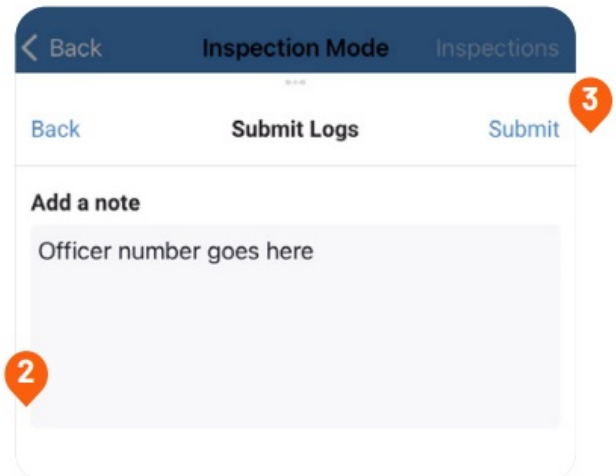 Back Inspection Mode Inspections
Back Submit Logs Submit
3
Add a note
Officer number goes here
2